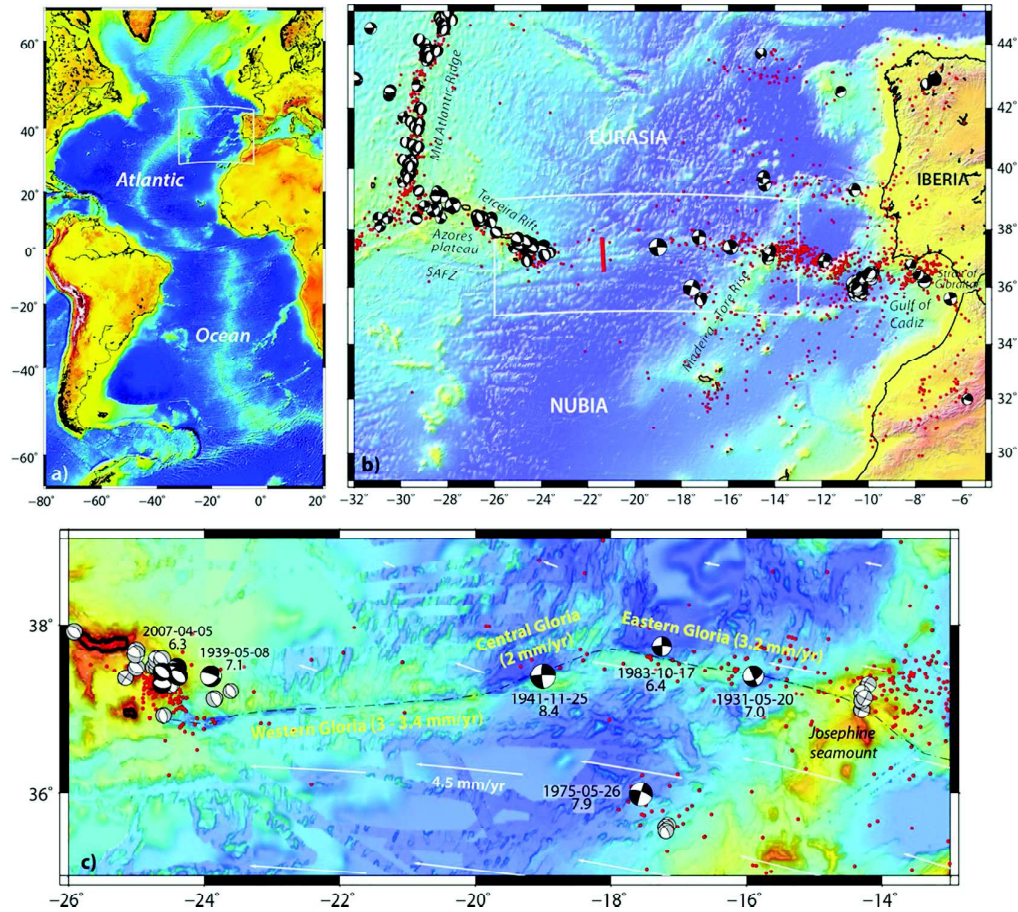 60°
40°
20°
0°
−20°
−40°
−60°
−80°
−60°
−40°
−20°
0°
20°
Atlantic
Ocean
a)
44°
42°
40°
38°
36°
34°
32°
30°
−32
−30°
−28°
−26°
−24°
−22°
−20°
−18°
−16°
−14°
−12°
−10°
−8°
−6°
Mid Atlantic Ridge
EURASIA
IBERIA
Terceira Rift
Azores
plateau
SAFZ
Madeira-Tore Rise
Strait of
Gibraltar
Gulf of
Cadiz
NUBIA
b)
38°
36°
−26°
−24°
−22°
−20°
−18°
−16°
−14°
2007-04-05
6.3
1939-05-08
7.1
Central Gloria
(2 mm/yr)
Eastern Gloria (3.2 mm/yr)
1983-10-17
6.4
1941-11-25
8.4
1931-05-20
7.0
Western Gloria (3 - 3.4 mm/yr)
Josephine
seamount
4.5 mm/yr
1975-05-26
7.9
c)